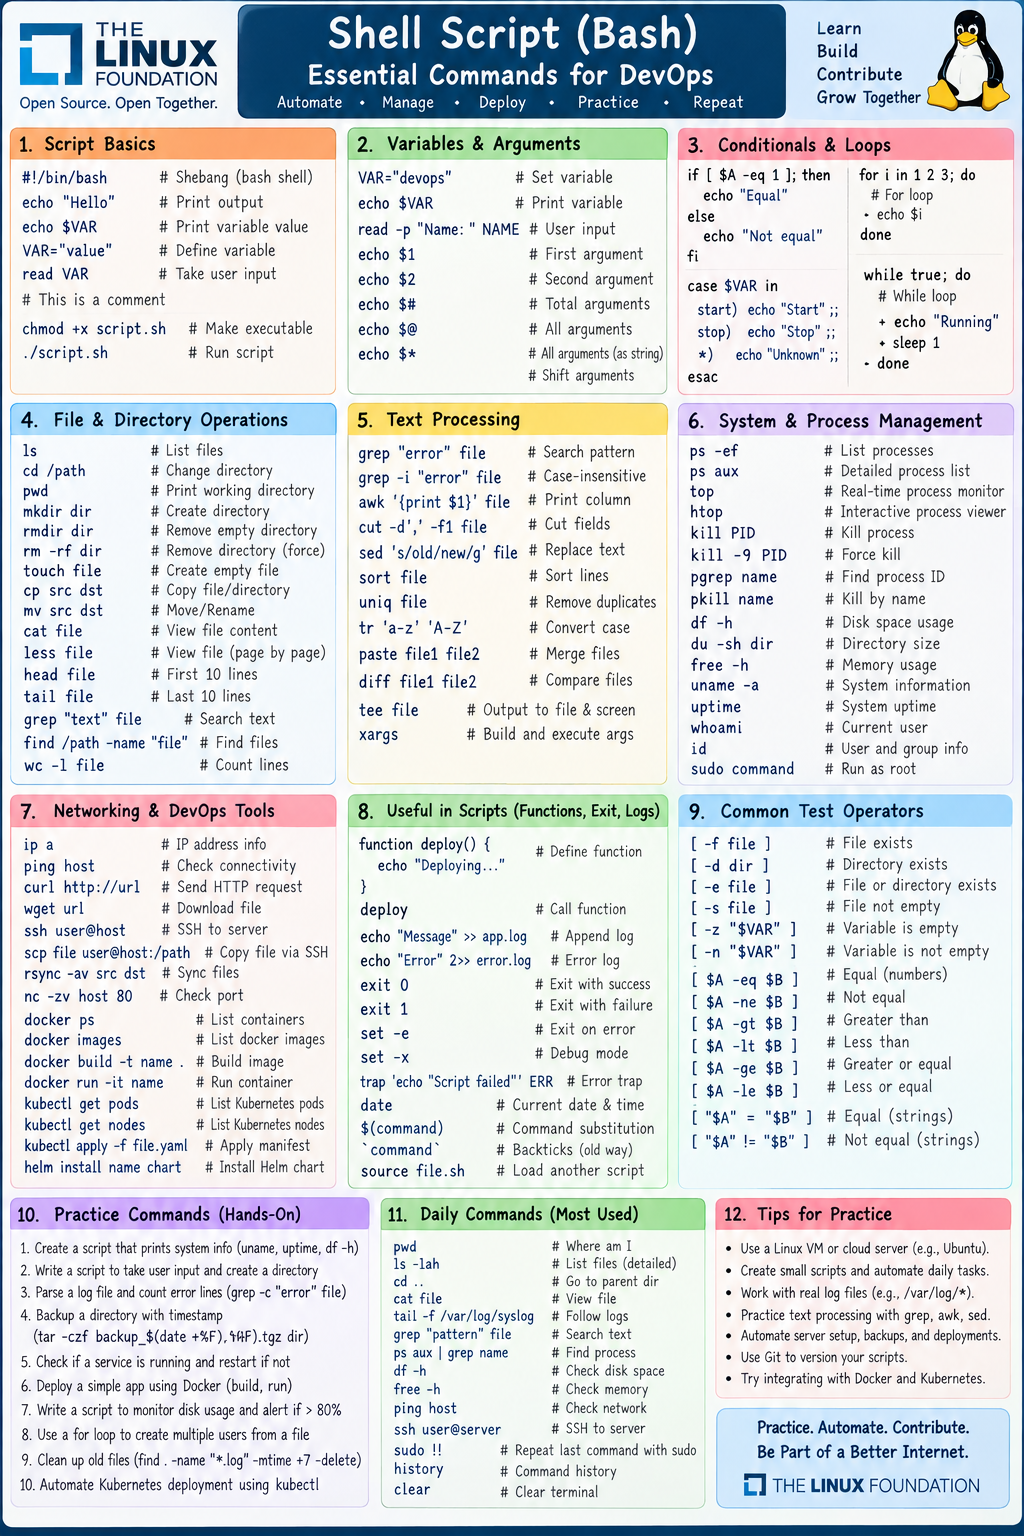 THE
LINUX
FOUNDATION
Open Source. Open Together.
Shell Script (Bash)
Essential Commands for DevOps
Automate • Manage • Deploy • Practice • Repeat
Learn
Build
Contribute
Grow Together
1. Script Basics
#!/bin/bash # Shebang (bash shell)
echo "Hello" # Print output
echo $VAR # Print variable value
VAR="value" # Define variable
read VAR # Take user input
# This is a comment
chmod +x script.sh # Make executable
./script.sh # Run script
2. Variables & Arguments
VAR="devops" # Set variable
echo $VAR # Print variable
read -p "Name: " NAME # User input
echo $1 # First argument
echo $2 # Second argument
echo $# # Total arguments
echo $@ # All arguments
echo $* # All arguments (as string)
# Shift arguments
3. Conditionals & Loops
if [ $A -eq 1 ]; then
echo "Equal"
else
echo "Not equal"
fi
case $VAR in
start) echo "Start" ;;
stop) echo "Stop" ;;
*) echo "Unknown" ;;
esac
for i in 1 2 3; do
# For loop
- echo $i
done
while true; do
# While loop
+ echo "Running"
+ sleep 1
- done
4. File & Directory Operations
ls # List files
cd /path # Change directory
pwd # Print working directory
mkdir dir # Create directory
rmdir dir # Remove empty directory
rm -rf dir # Remove directory (force)
touch file # Create empty file
cp src dst # Copy file/directory
mv src dst # Move/Rename
cat file # View file content
less file # View file (page by page)
head file # First 10 lines
tail file # Last 10 lines
grep "text" file # Search text
find /path -name "file" # Find files
wc -l file # Count lines
5. Text Processing
grep "error" file # Search pattern
grep -i "error" file # Case-insensitive
awk '{print $1}' file # Print column
cut -d',' -f1 file # Cut fields
sed 's/old/new/g' file # Replace text
sort file # Sort lines
uniq file # Remove duplicates
tr 'a-z' 'A-Z' # Convert case
paste file1 file2 # Merge files
diff file1 file2 # Compare files
tee file # Output to file & screen
xargs # Build and execute args
6. System & Process Management
ps -ef # List processes
ps aux # Detailed process list
top # Real-time process monitor
htop # Interactive process viewer
kill PID # Kill process
kill -9 PID # Force kill
pgrep name # Find process ID
pkill name # Kill by name
df -h # Disk space usage
du -sh dir # Directory size
free -h # Memory usage
uname -a # System information
uptime # System uptime
whoami # Current user
id # User and group info
sudo command # Run as root
7. Networking & DevOps Tools
ip a # IP address info
ping host # Check connectivity
curl http://url # Send HTTP request
wget url # Download file
ssh user@host # SSH to server
scp file user@host:/path # Copy file via SSH
rsync -av src dst # Sync files
nc -zv host 80 # Check port
docker ps # List containers
docker images # List docker images
docker build -t name . # Build image
docker run -it name # Run container
kubectl get pods # List Kubernetes pods
kubectl get nodes # List Kubernetes nodes
kubectl apply -f file.yaml # Apply manifest
helm install name chart # Install Helm chart
8. Useful in Scripts (Functions, Exit, Logs)
function deploy() { # Define function
echo "Deploying..."
}
deploy # Call function
echo "Message" >> app.log # Append log
echo "Error" 2>> error.log # Error log
exit 0 # Exit with success
exit 1 # Exit with failure
set -e # Exit on error
set -x # Debug mode
trap 'echo "Script failed"' ERR # Error trap
date # Current date & time
$(command) # Command substitution
`command` # Backticks (old way)
source file.sh # Load another script
9. Common Test Operators
[ -f file ] # File exists
[ -d dir ] # Directory exists
[ -e file ] # File or directory exists
[ -s file ] # File not empty
[ -z "$VAR" ] # Variable is empty
[ -n "$VAR" ] # Variable is not empty
[ $A -eq $B ] # Equal (numbers)
[ $A -ne $B ] # Not equal
[ $A -gt $B ] # Greater than
[ $A -lt $B ] # Less than
[ $A -ge $B ] # Greater or equal
[ $A -le $B ] # Less or equal
[ "$A" = "$B" ] # Equal (strings)
[ "$A" != "$B" ] # Not equal (strings)
10. Practice Commands (Hands-On)
1. Create a script that prints system info (uname, uptime, df -h)
2. Write a script to take user input and create a directory
3. Parse a log file and count error lines (grep -c "error" file)
4. Backup a directory with timestamp
(tar -czf backup_$(date +%F),.tgz dir)
5. Check if a service is running and restart if not
6. Deploy a simple app using Docker (build, run)
7. Write a script to monitor disk usage and alert if > 80%
8. Use a for loop to create multiple users from a file
9. Clean up old files (find . -name "*.log" -mtime +7 -delete)
10. Automate Kubernetes deployment using kubectl
11. Daily Commands (Most Used)
pwd # Where am I
ls -lah # List files (detailed)
cd .. # Go to parent dir
cat file # View file
tail -f /var/log/syslog # Follow logs
grep "pattern" file # Search text
ps aux | grep name # Find process
df -h # Check disk space
free -h # Check memory
ping host # Check network
ssh user@server # SSH to server
sudo !! # Repeat last command with sudo
history # Command history
clear # Clear terminal
12. Tips for Practice
• Use a Linux VM or cloud server (e.g., Ubuntu).
• Create small scripts and automate daily tasks.
• Work with real log files (e.g., /var/log/*).
• Practice text processing with grep, awk, sed.
• Automate server setup, backups, and deployments.
• Use Git to version your scripts.
• Try integrating with Docker and Kubernetes.
Practice. Automate. Contribute.
Be Part of a Better Internet.
THE LINUX FOUNDATION